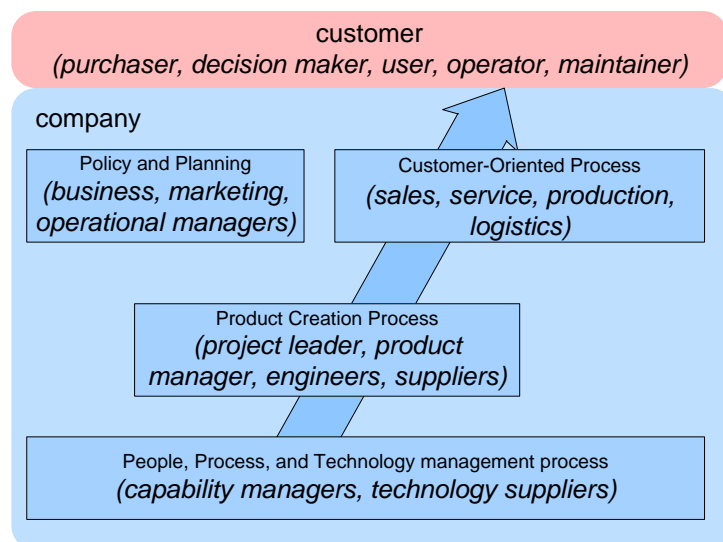 customer
(purchaser, decision maker, user, operator, maintainer)
company
Policy and Planning
(business, marketing,
operational managers)
Customer-Oriented Process
(sales, service, production,
logistics)
Product Creation Process
(project leader, product
manager, engineers, suppliers)
People, Process, and Technology management process
(capability managers, technology suppliers)